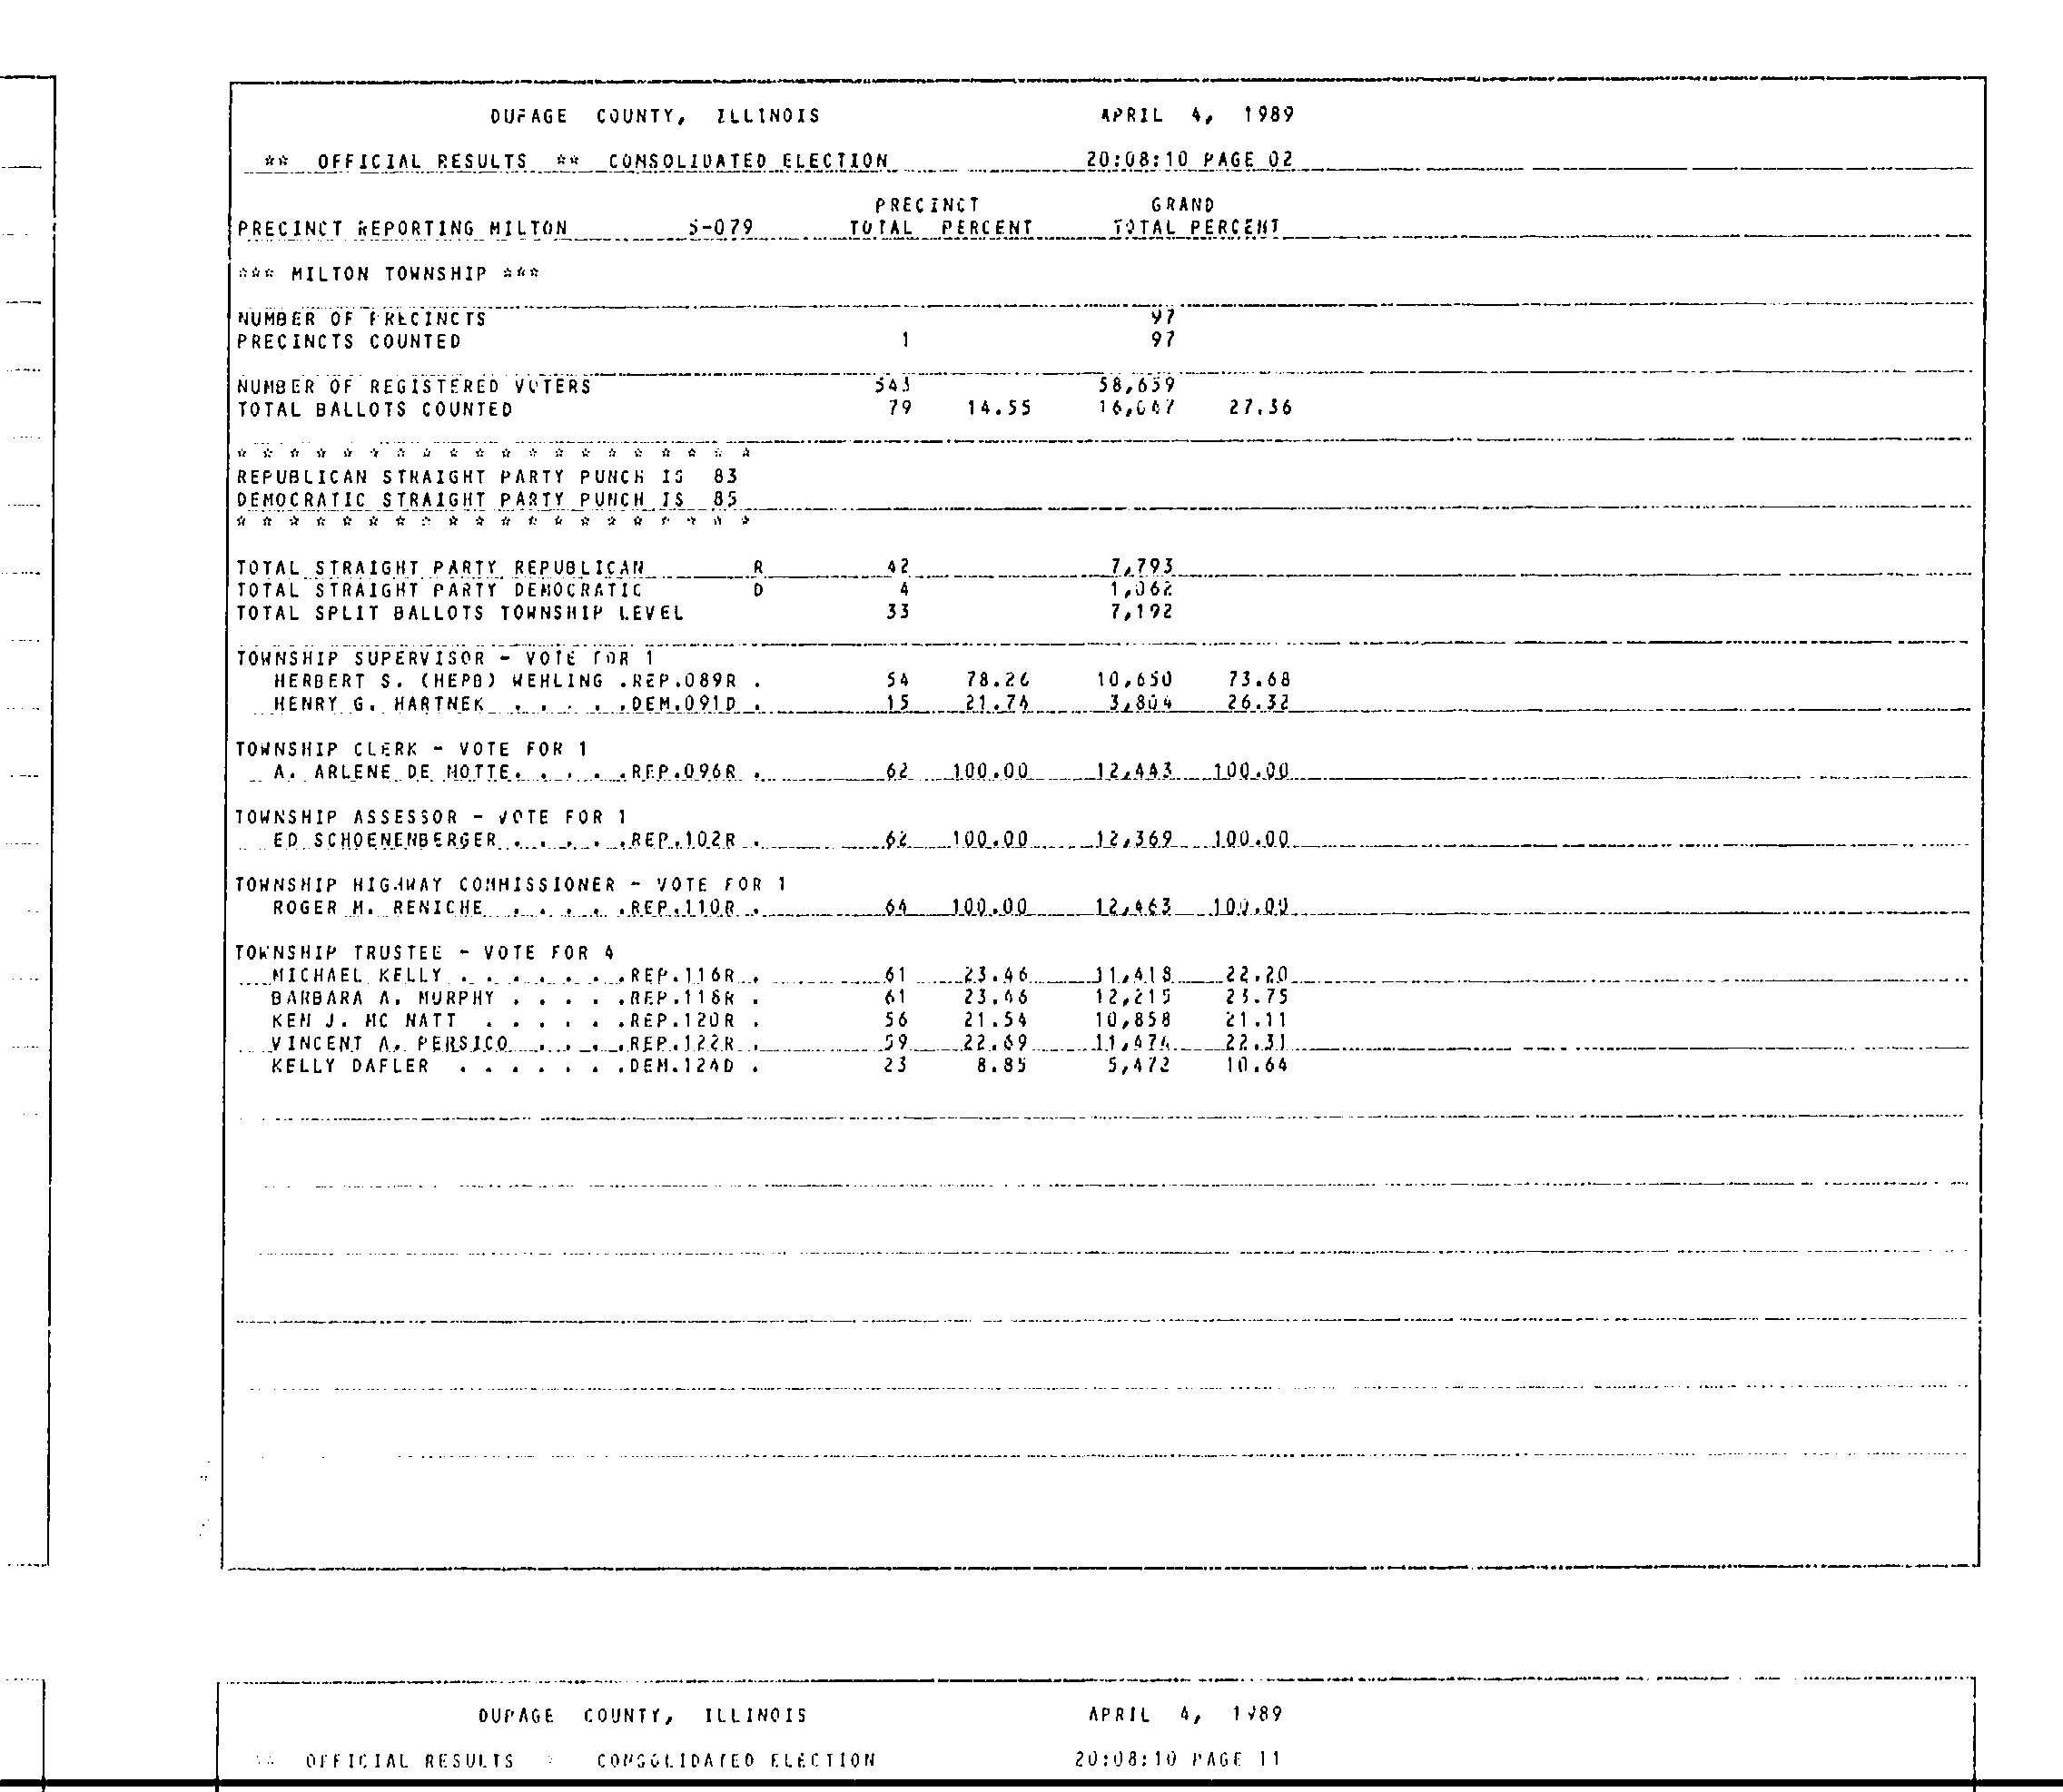 DUPAGE COUNTY, ILLINOIS APRIL 4, 1989
** OFFICIAL RESULTS ** CONSOLIDATED ELECTION 20:08:10 PAGE 02
PRECINCT GRAND
PRECINCT REPORTING MILTON 5-079 TOTAL PERCENT TOTAL PERCENT
*** MILTON TOWNSHIP ***
NUMBER OF PRECINCTS 97
PRECINCTS COUNTED 1 97
NUMBER OF REGISTERED VOTERS 543 58,659
TOTAL BALLOTS COUNTED 79 14.55 16,047 27.36
* * * * * * * * * * * * * * * * * * * *
REPUBLICAN STRAIGHT PARTY PUNCH IS 83
DEMOCRATIC STRAIGHT PARTY PUNCH IS 85
* * * * * * * * * * * * * * * * * * * *
TOTAL STRAIGHT PARTY REPUBLICAN R 42 7,793
TOTAL STRAIGHT PARTY DEMOCRATIC D 4 1,062
TOTAL SPLIT BALLOTS TOWNSHIP LEVEL 33 7,192
TOWNSHIP SUPERVISOR - VOTE FOR 1
HERBERT S. (HERB) WEHLING .REP.089R . 54 78.26 10,650 73.68
HENRY G. HARTNEK . . . . .DEM.091D . 15 21.74 3,804 26.32
TOWNSHIP CLERK - VOTE FOR 1
A. ARLENE DE MOTTE. . . . .REP.096R . 62 100.00 12,443 100.00
TOWNSHIP ASSESSOR - VOTE FOR 1
ED SCHOENENBERGER . . . . .REP.102R . 62 100.00 12,369 100.00
TOWNSHIP HIGHWAY COMMISSIONER - VOTE FOR 1
ROGER M. RENICHE . . . . .REP.110R . 64 100.00 12,463 100.00
TOWNSHIP TRUSTEE - VOTE FOR 4
MICHAEL KELLY . . . . . . .REP.116R . 61 23.46 11,418 22.20
BARBARA A. MURPHY . . . . .REP.118R . 61 23.46 12,215 23.75
KEN J. MC NATT . . . . . .REP.120R . 56 21.54 10,858 21.11
VINCENT A. PERSICO . . . .REP.122R . 59 22.69 11,474 22.31
KELLY DAFLER . . . . . . .DEM.124D . 23 8.85 5,472 10.64
DUPAGE COUNTY, ILLINOIS APRIL 4, 1989
OFFICIAL RESULTS CONSOLIDATED ELECTION 20:08:10 PAGE 11